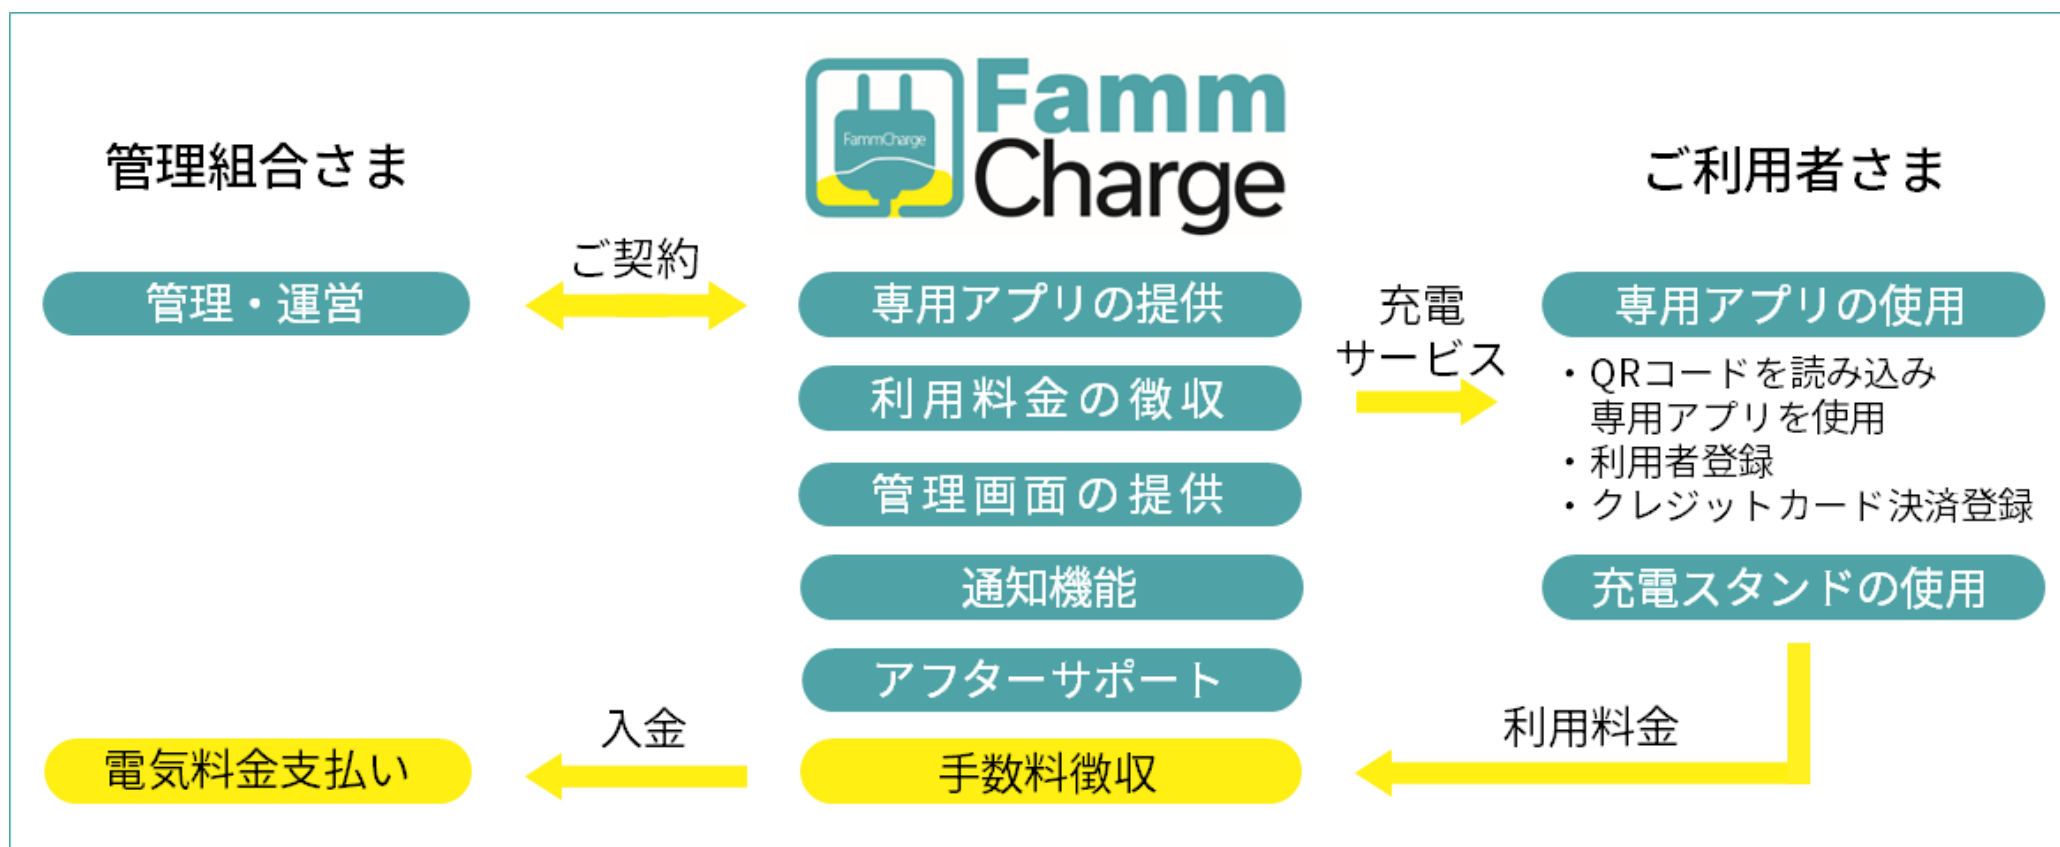 管理組合さま
管理・運営
ご契約
FammCharge
Famm
Charge
専用アプリの提供
利用料金の徴収
管理画面の提供
通知機能
アフターサポート
手数料徴収
充電
サービス
ご利用者さま
専用アプリの使用
・QRコードを読み込み
専用アプリを使用
・利用者登録
・クレジットカード決済登録
充電スタンドの使用
利用料金
入金
電気料金支払い